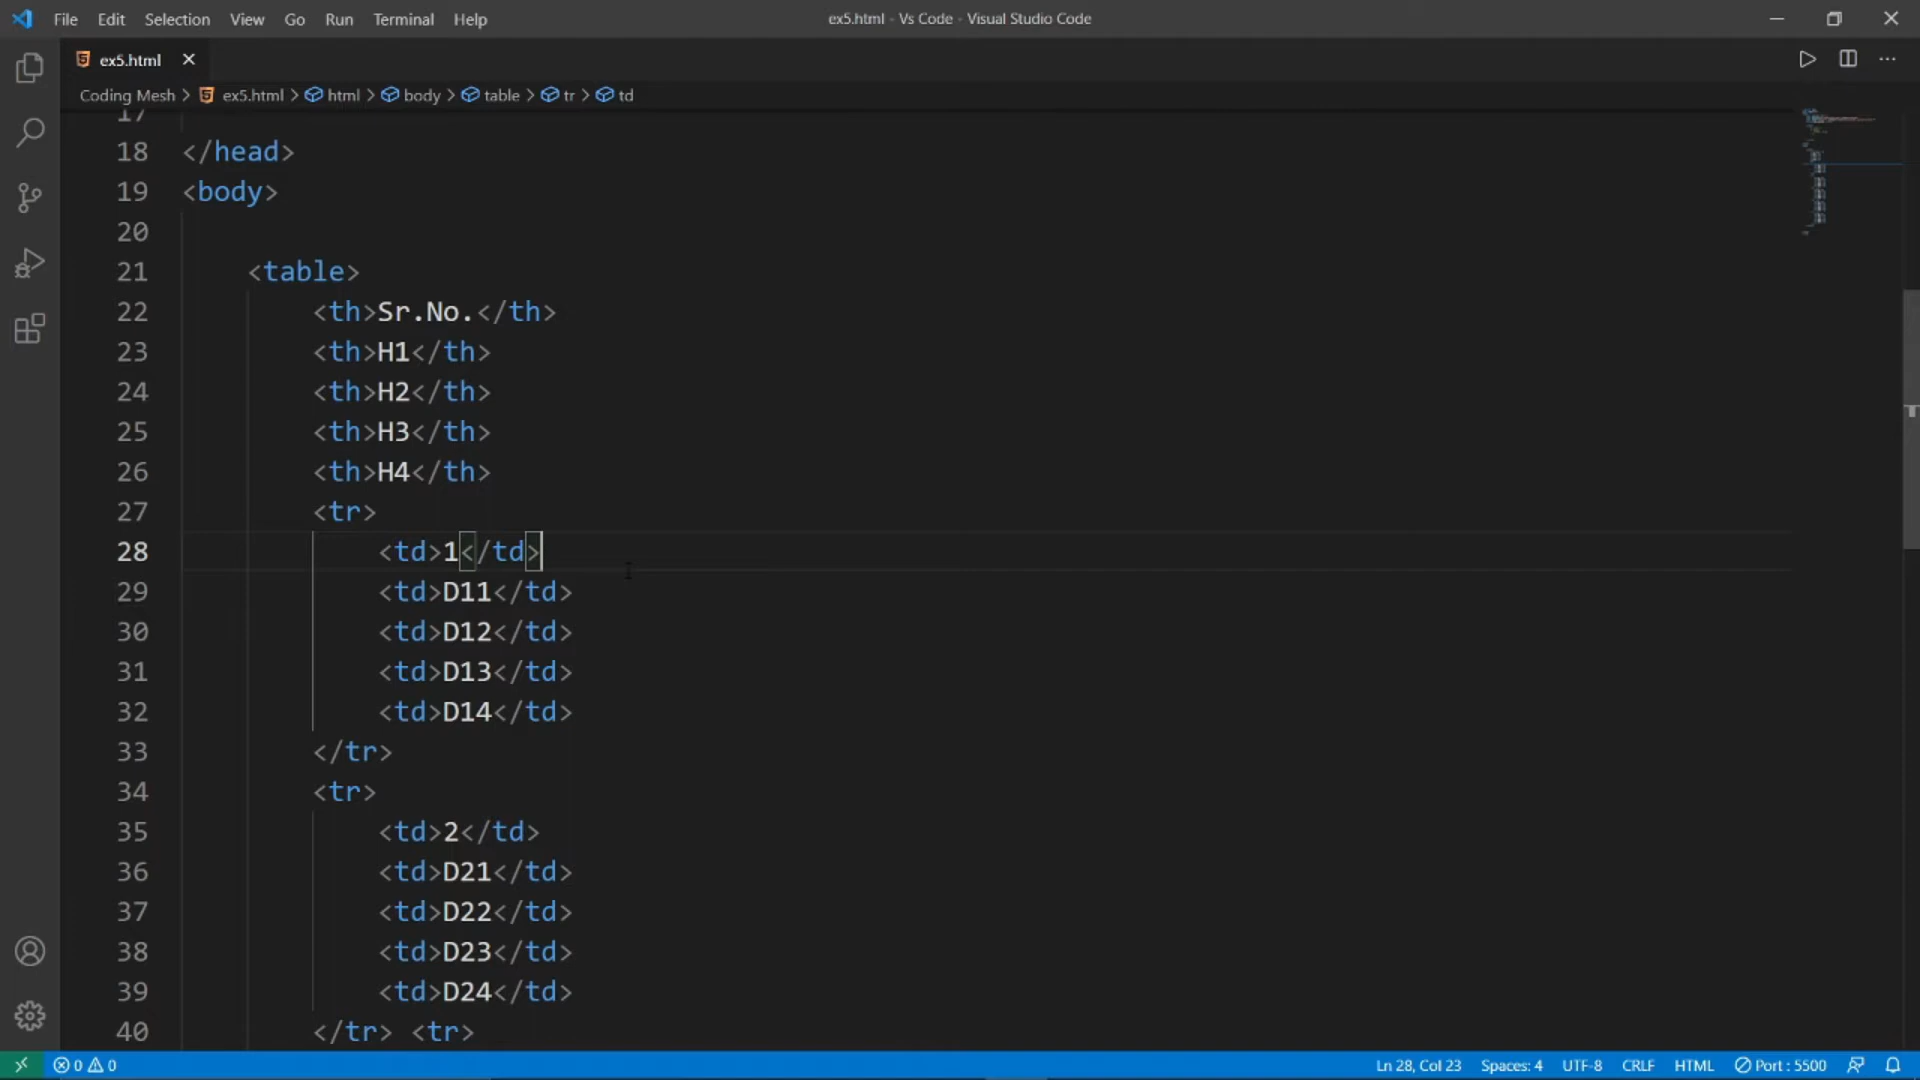 File Edit Selection View Go Run Terminal Help ex5.html - Vs Code - Visual Studio Code
ex5.html
Coding Mesh > ex5.html > html > body > table > tr > td
17
18 </head>
19 <body>
20
21 <table>
22 <th>Sr.No.</th>
23 <th>H1</th>
24 <th>H2</th>
25 <th>H3</th>
26 <th>H4</th>
27 <tr>
28 <td>1</td>
29 <td>D11</td>
30 <td>D12</td>
31 <td>D13</td>
32 <td>D14</td>
33 </tr>
34 <tr>
35 <td>2</td>
36 <td>D21</td>
37 <td>D22</td>
38 <td>D23</td>
39 <td>D24</td>
40 </tr> <tr>
0 0 Ln 28, Col 23 Spaces: 4 UTF-8 CRLF HTML Port : 5500